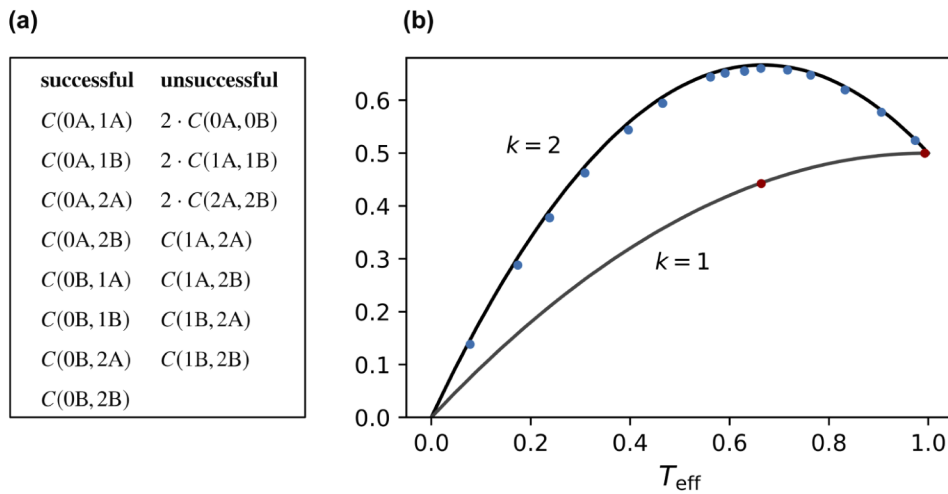 (a)
successful unsuccessful
C(0A, 1A) 2 · C(0A, 0B)
C(0A, 1B) 2 · C(1A, 1B)
C(0A, 2A) 2 · C(2A, 2B)
C(0A, 2B) C(1A, 2A)
C(0B, 1A) C(1A, 2B)
C(0B, 1B) C(1B, 2A)
C(0B, 2A) C(1B, 2B)
C(0B, 2B)
(b)
0.6
0.5
0.4
0.3
0.2
0.1
0.0
k = 2
k = 1
0.0 0.2 0.4 0.6 0.8 1.0
T_eff